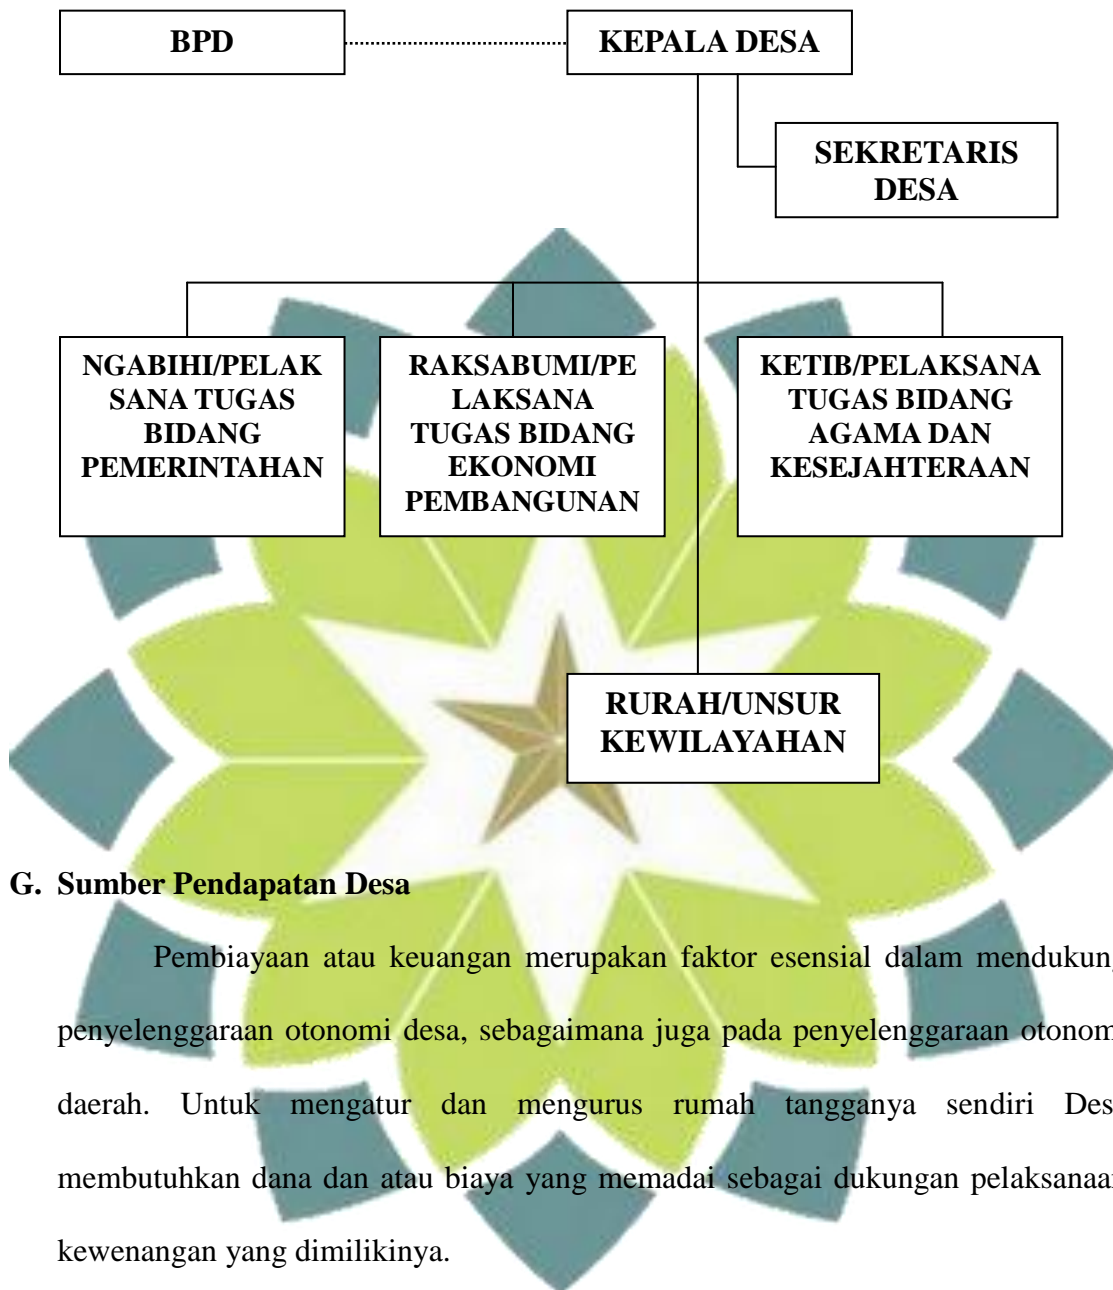 BPD
KEPALA DESA
SEKRETARIS
DESA
NGABIHI/PELAK
SANA TUGAS
BIDANG
PEMERINTAHAN
RAKSABUMI/PE
LAKSANA
TUGAS BIDANG
EKONOMI
PEMBANGUNAN
KETIB/PELAKSANA
TUGAS BIDANG
AGAMA DAN
KESEJAHTERAAN
RURAH/UNSUR
KEWILAYAHAN
G. Sumber Pendapatan Desa
Pembiayaan atau keuangan merupakan faktor esensial dalam mendukung
penyelenggaraan otonomi desa, sebagaimana juga pada penyelenggaraan otonom
daerah. Untuk mengatur dan mengurus rumah tangganya sendiri Des
membutuhkan dana dan atau biaya yang memadai sebagai dukungan pelaksanaan
kewenangan yang dimilikinya.